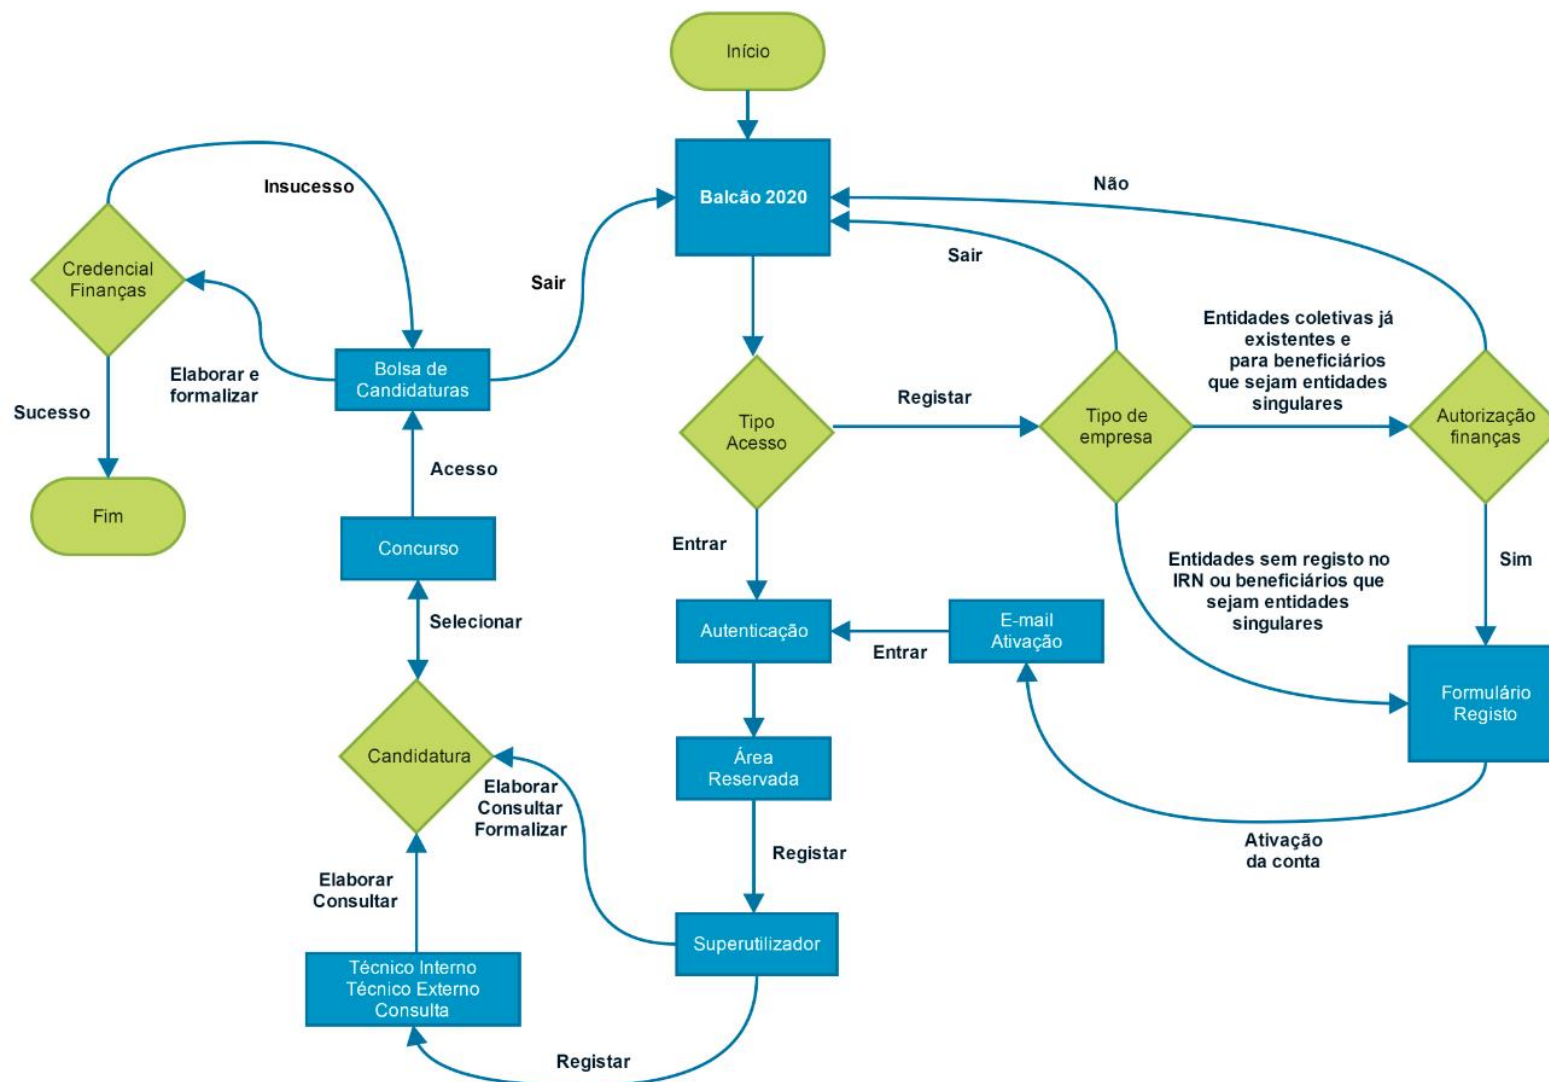 Início
Balcão 2020
Não
Sair
Insucesso
Credencial
Finanças
Sair
Bolsa de
Candidaturas
Elaborar e
formalizar
Sucesso
Fim
Acesso
Concurso
Selecionar
Candidatura
Tipo
Acesso
Registar
Tipo de
empresa
Entidades coletivas já
existentes e
para beneficiários
que sejam entidades
singulares
Autorização
finanças
Entrar
Entidades sem registo no
IRN ou beneficiários que
sejam entidades
singulares
Sim
Autenticação
Entrar
E-mail
Ativação
Formulário
Registo
Área
Reservada
Elaborar
Consultar
Formalizar
Registar
Ativação
da conta
Elaborar
Consultar
Superutilizador
Técnico Interno
Técnico Externo
Consulta
Registar